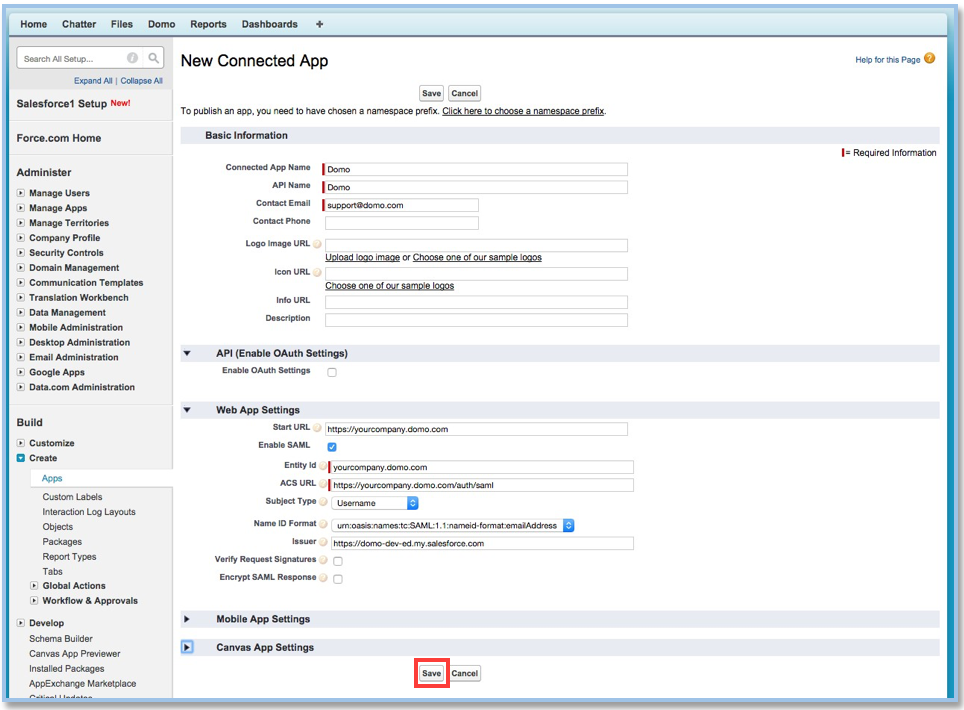 Home Chatter Files Domo Reports Dashboards +
Search All Setup... i
Expand All | Collapse All
Salesforce1 Setup New!
Force.com Home
Administer
Manage Users
Manage Apps
Manage Territories
Company Profile
Security Controls
Domain Management
Communication Templates
Translation Workbench
Data Management
Mobile Administration
Desktop Administration
Email Administration
Google Apps
Data.com Administration
Build
Customize
Create
Apps
Custom Labels
Interaction Log Layouts
Objects
Packages
Report Types
Tabs
Global Actions
Workflow & Approvals
Develop
Schema Builder
Canvas App Previewer
Installed Packages
AppExchange Marketplace
Critical Updates
New Connected App
Help for this Page ?
Save Cancel
To publish an app, you need to have chosen a namespace prefix. Click here to choose a namespace prefix.
Basic Information
= Required Information
Connected App Name Domo
API Name Domo
Contact Email support@domo.com
Contact Phone
Logo Image URL
Upload logo image or Choose one of our sample logos
Icon URL
Choose one of our sample logos
Info URL
Description
API (Enable OAuth Settings)
Enable OAuth Settings
Web App Settings
Start URL https://yourcompany.domo.com
Enable SAML
Entity Id yourcompany.domo.com
ACS URL https://yourcompany.domo.com/auth/saml
Subject Type Username
Name ID Format urn:oasis:names:tc:SAML:1.1:nameid-format:emailAddress
Issuer https://domo-dev-ed.my.salesforce.com
Verify Request Signatures
Encrypt SAML Response
Mobile App Settings
Canvas App Settings
Save Cancel